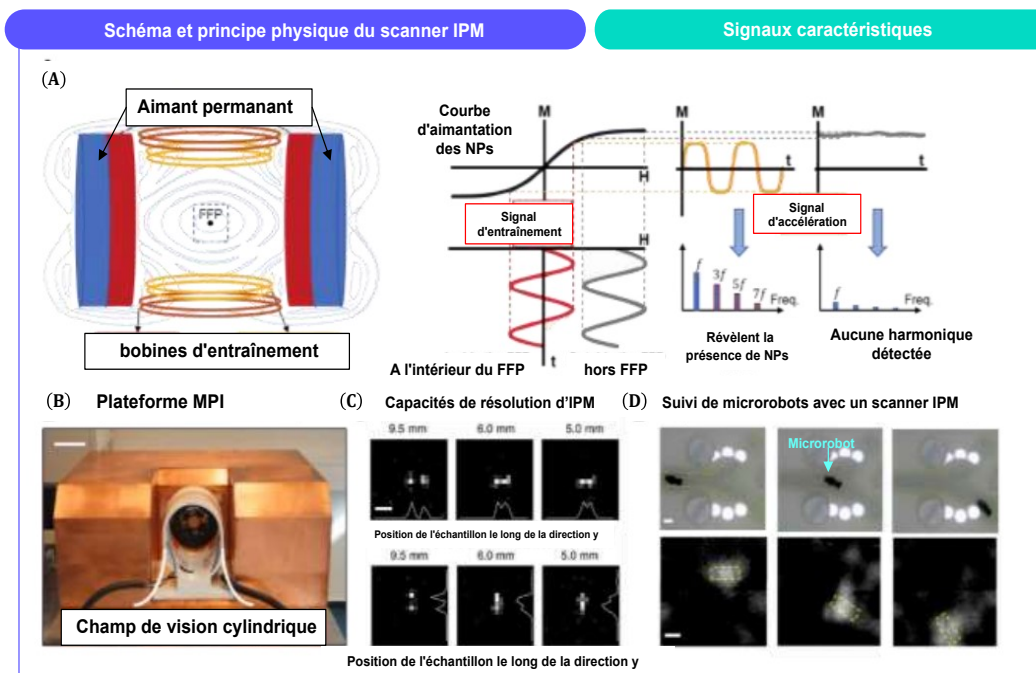 Schéma et principe physique du scanner IPM
Signaux caractéristiques
(A)
Aimant permanant
FFP
bobines d'entraînement
Courbe
d'aimantation
des NPs
M
H
Signal
d'entraînement
H
t
A l'intérieur du FFP
hors FFP
M
t
M
t
Signal
d'accélération
f
3f
5f
7f
Freq.
f
Freq.
Révèlent la
présence de NPs
Aucune harmonique
détectée
(B)
Plateforme MPI
Champ de vision cylindrique
(C)
Capacités de résolution d'IPM
9.5 mm
6.0 mm
5.0 mm
Position de l'échantillon le long de la direction y
9.5 mm
6.0 mm
5.0 mm
Position de l'échantillon le long de la direction y
(D)
Suivi de microrobots avec un scanner IPM
Microrobot